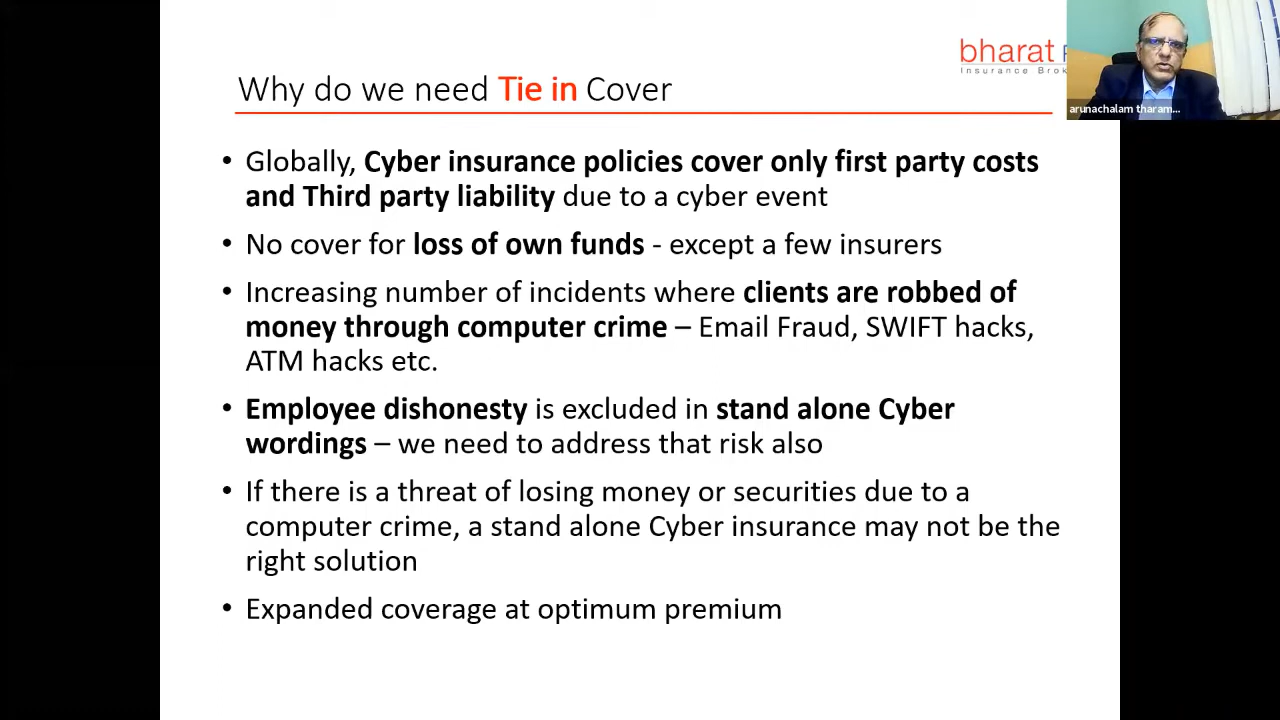 bharat
Insurance Brok
arunachalam tharam...
Why do we need Tie in Cover
• Globally, Cyber insurance policies cover only first party costs
and Third party liability due to a cyber event
• No cover for loss of own funds - except a few insurers
• Increasing number of incidents where clients are robbed of
money through computer crime – Email Fraud, SWIFT hacks,
ATM hacks etc.
• Employee dishonesty is excluded in stand alone Cyber
wordings – we need to address that risk also
• If there is a threat of losing money or securities due to a
computer crime, a stand alone Cyber insurance may not be the
right solution
• Expanded coverage at optimum premium